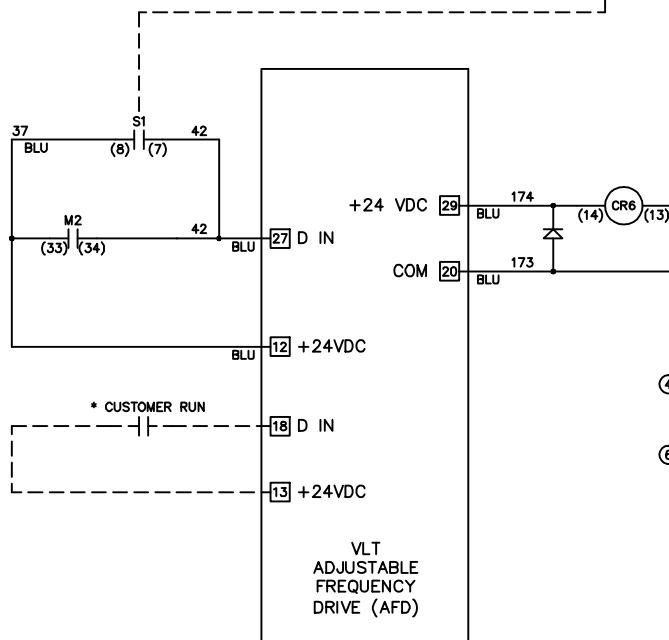 S1
37
42
BLU
(8)
(7)
+24 VDC
29
174
BLU
(14)
CR6
(13)
M2
42
(33)
(34)
BLU
27
D IN
COM
20
173
BLU
BLU
12
+24VDC
* CUSTOMER RUN
18
D IN
13
+24VDC
VLT
ADJUSTABLE
FREQUENCY
DRIVE (AFD)